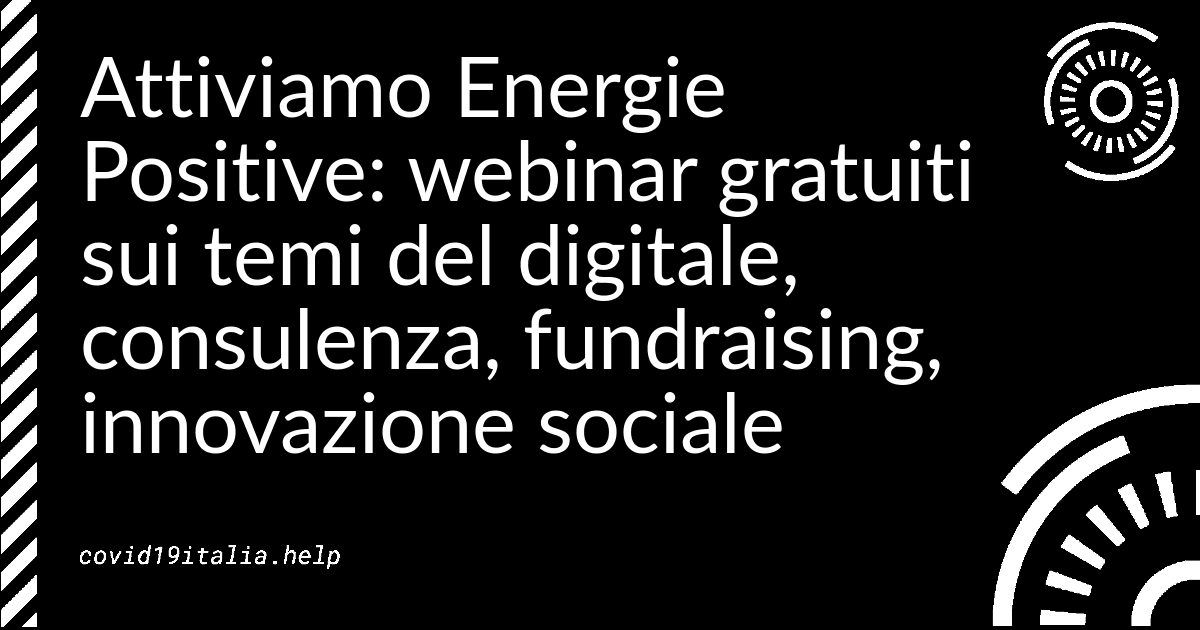 Attiviamo Energie
Positive: webinar gratuiti
sui temi del digitale,
consulenza, fundraising,
innovazione sociale
covid19italia.help